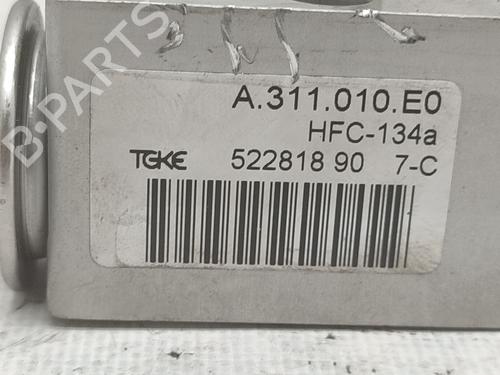 B-PARTS
A.311.010.E0
HFC-134a
TGKE 522818 90 7-C